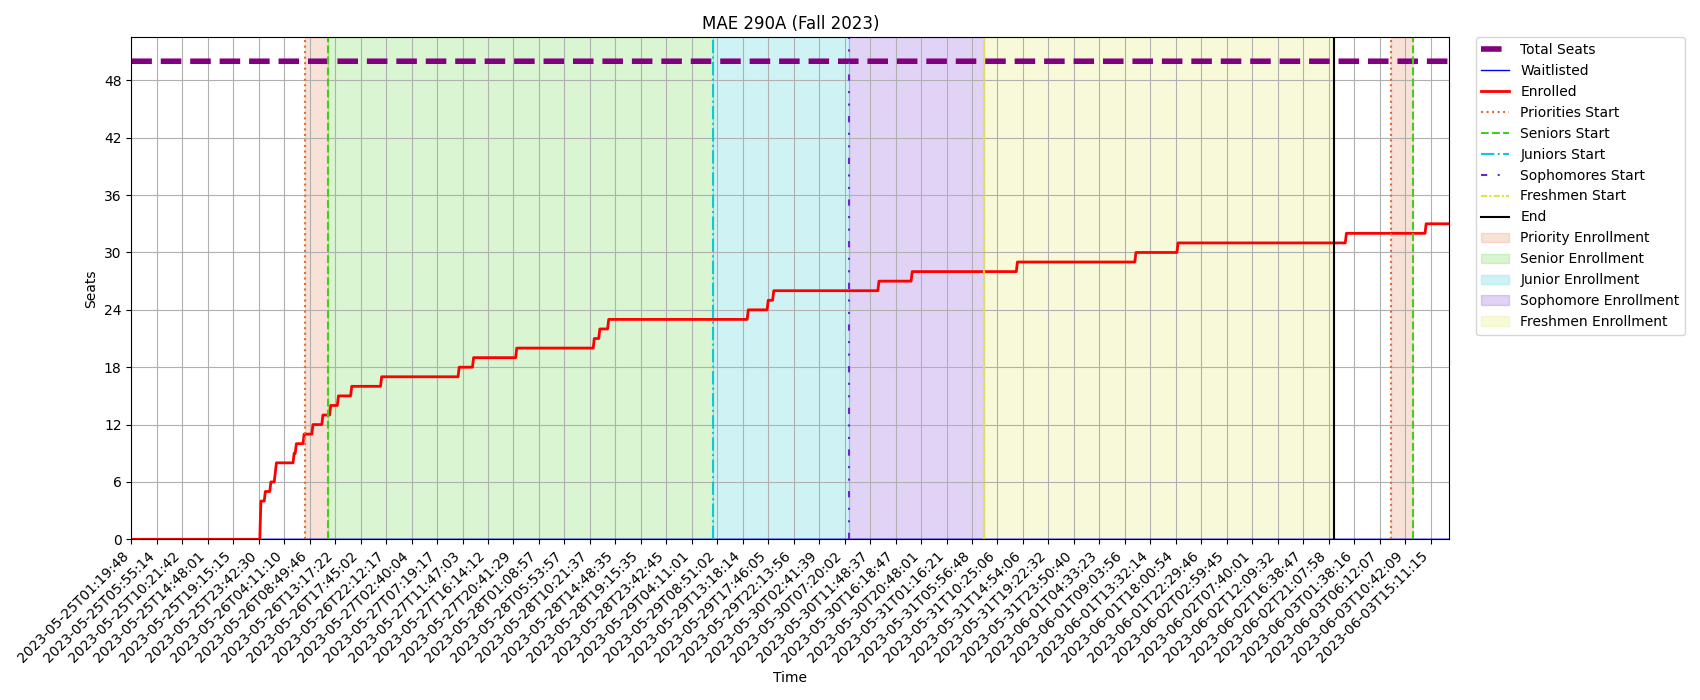 MAE 290A (Fall 2023)
Seats
48
42
36
30
24
18
12
6
0
2023-05-25T01:19:48
2023-05-25T05:55:14
2023-05-25T10:21:42
2023-05-25T14:48:01
2023-05-25T19:15:15
2023-05-25T23:42:30
2023-05-26T04:11:10
2023-05-26T08:49:46
2023-05-26T13:17:22
2023-05-26T17:45:02
2023-05-26T22:12:17
2023-05-27T02:40:04
2023-05-27T07:19:17
2023-05-27T11:47:03
2023-05-27T16:14:12
2023-05-27T20:41:29
2023-05-28T01:08:57
2023-05-28T05:53:57
2023-05-28T10:21:37
2023-05-28T14:48:35
2023-05-28T19:15:35
2023-05-28T23:42:45
2023-05-29T04:11:01
2023-05-29T08:51:02
2023-05-29T13:18:14
2023-05-29T17:46:05
2023-05-29T22:13:56
2023-05-30T02:41:39
2023-05-30T07:20:02
2023-05-30T11:48:37
2023-05-30T16:18:47
2023-05-30T20:48:01
2023-05-31T01:16:21
2023-05-31T05:56:48
2023-05-31T10:25:06
2023-05-31T14:54:06
2023-05-31T19:22:32
2023-05-31T23:50:40
2023-06-01T04:33:23
2023-06-01T09:03:56
2023-06-01T13:32:14
2023-06-01T18:00:54
2023-06-01T22:29:46
2023-06-02T02:59:45
2023-06-02T07:40:01
2023-06-02T12:09:32
2023-06-02T16:38:47
2023-06-02T21:07:58
2023-06-03T01:38:16
2023-06-03T06:12:07
2023-06-03T10:42:09
2023-06-03T15:11:15
Time
Total Seats
Waitlisted
Enrolled
Priorities Start
Seniors Start
Juniors Start
Sophomores Start
Freshmen Start
End
Priority Enrollment
Senior Enrollment
Junior Enrollment
Sophomore Enrollment
Freshmen Enrollment